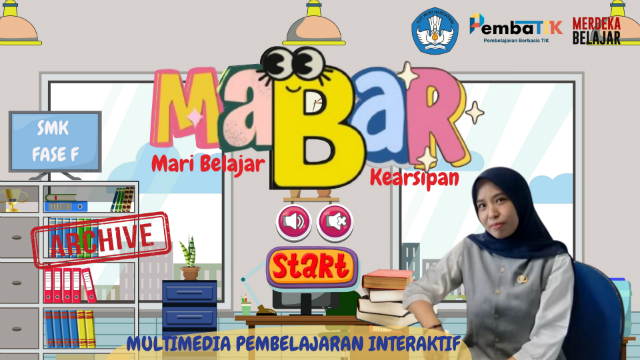 PembaTIK
Pembelajaran Berbasis TIK
MERDEKA
BELAJAR
MaBaR
Mari Belajar
Kearsipan
SMK
FASE F
ARCHIVE
Start
MULTIMEDIA PEMBELAJARAN INTERAKTIF